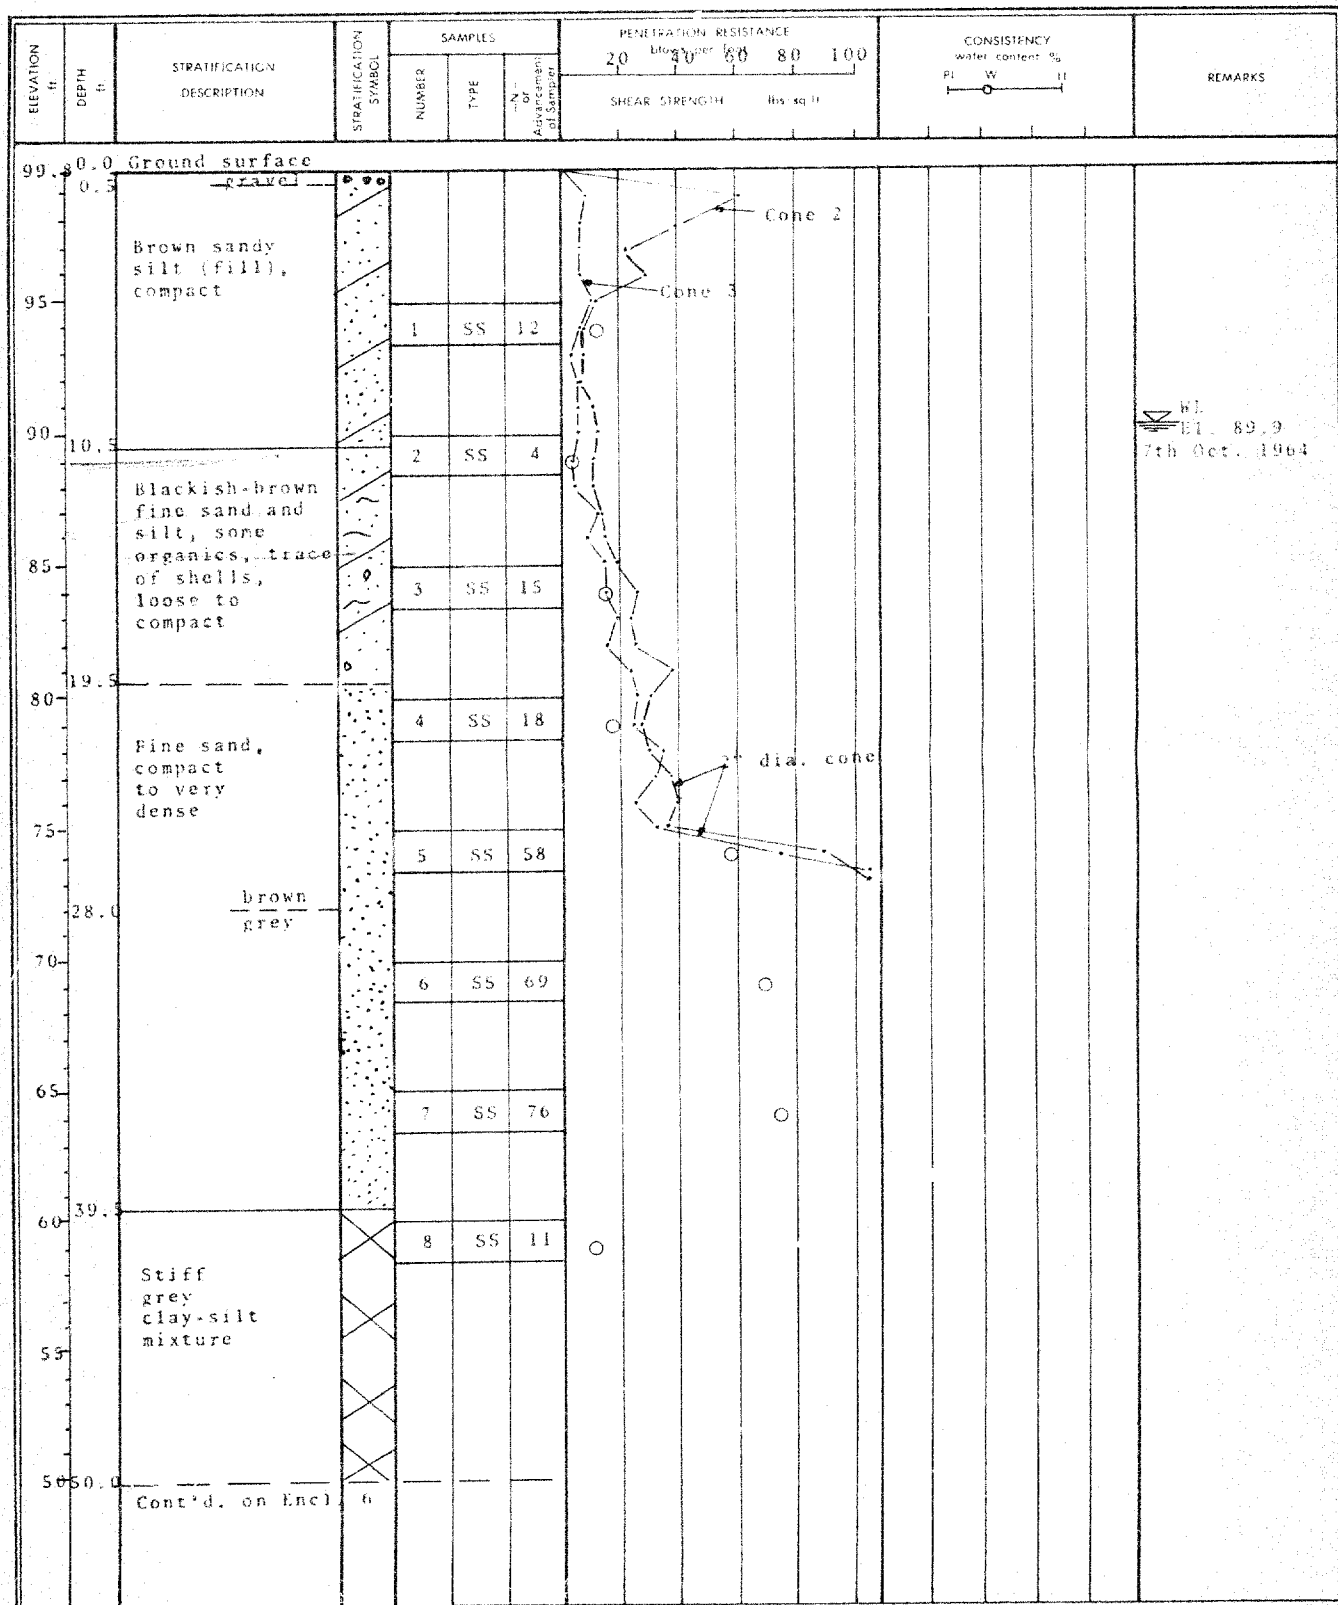 ELEVATION ft
DEPTH ft
STRATIFICATION
DESCRIPTION
STRATIFICATION
SYMBOL
SAMPLES
NUMBER
TYPE
"N"
or
Advancement
of Sampler
PENETRATION RESISTANCE
blows per foot
20 40 60 80 100
SHEAR STRENGTH lbs/sq ft
CONSISTENCY
water content %
Pl W Ll
REMARKS
99.8 0.0 Ground surface
0.5 gravel
Cone 2
Brown sandy
silt (fill),
compact
Cone 3
95
1 SS 12
WL
El. 89.9
7th Oct. 1964
90
10.5
2 SS 4
Blackish-brown
fine sand and
silt, some
organics, trace
of shells,
loose to
compact
85
3 SS 15
19.5
80
4 SS 18
Fine sand,
compact
to very
dense
2" dia. cone
75
5 SS 58
brown
28.0
grey
70
6 SS 69
65
7 SS 76
39.5
60
8 SS 11
Stiff
grey
clay-silt
mixture
55
50 50.0
Cont'd. on Encl. 6